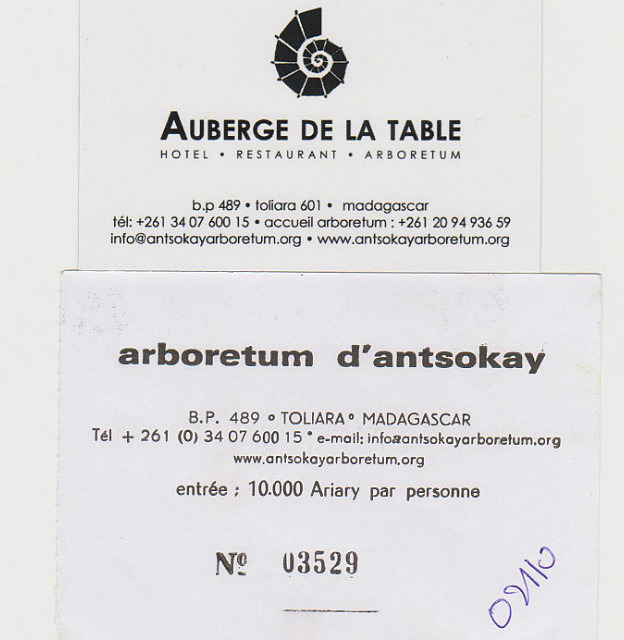 AUBERGE DE LA TABLE
HOTEL • RESTAURANT • ARBORETUM
b.p 489 • toliara 601 • madagascar
tél: +261 34 07 600 15 • accueil arboretum : +261 20 94 936 59
info@antsokayarboretum.org • www.antsokayarboretum.org
arboretum d'antsokay
B.P. 489 ° TOLIARA° MADAGASCAR
Tél + 261 (0) 34 07 600 15 ° e-mail: info@antsokayarboretum.org
www.antsokayarboretum.org
entrée ; 10.000 Ariary par personne
Nº 03529
02/10